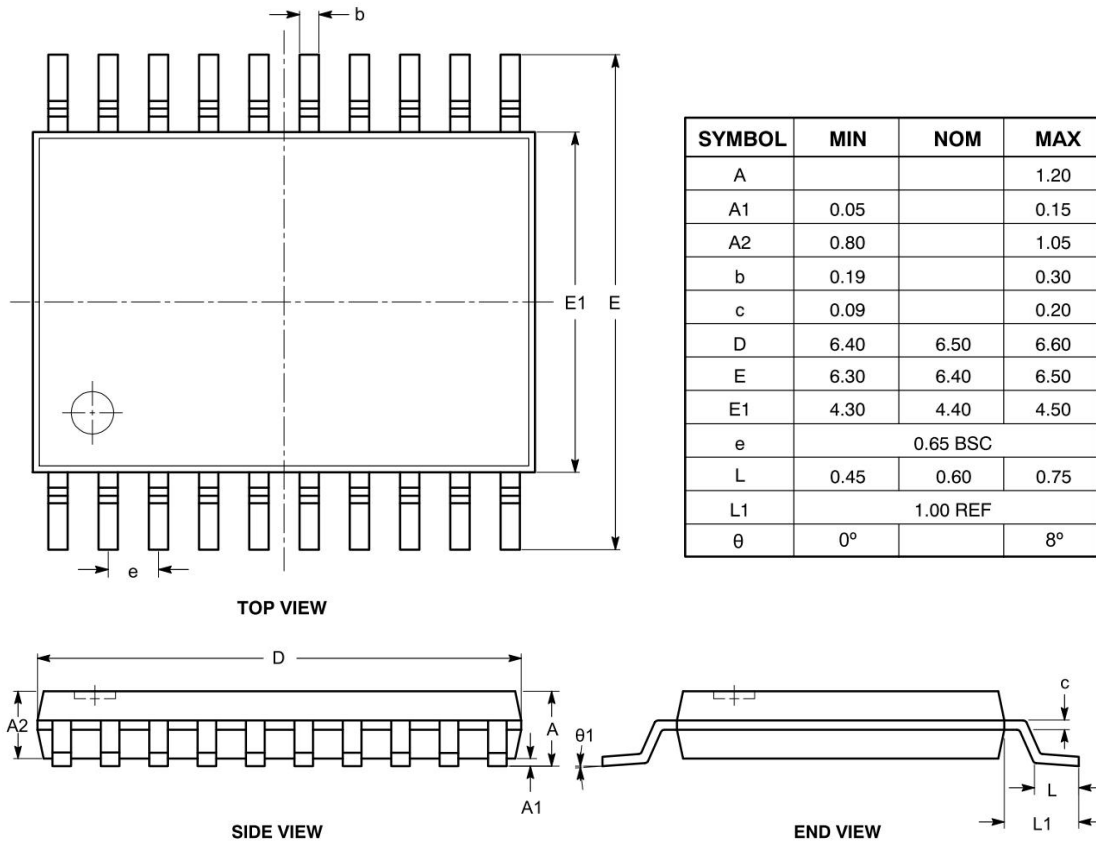 b
E1
E
e
TOP VIEW
SYMBOL MIN NOM MAX
A 1.20
A1 0.05 0.15
A2 0.80 1.05
b 0.19 0.30
c 0.09 0.20
D 6.40 6.50 6.60
E 6.30 6.40 6.50
E1 4.30 4.40 4.50
e 0.65 BSC
L 0.45 0.60 0.75
L1 1.00 REF
θ 0º 8º
D
A2
A
A1
SIDE VIEW
θ1
c
L
L1
END VIEW